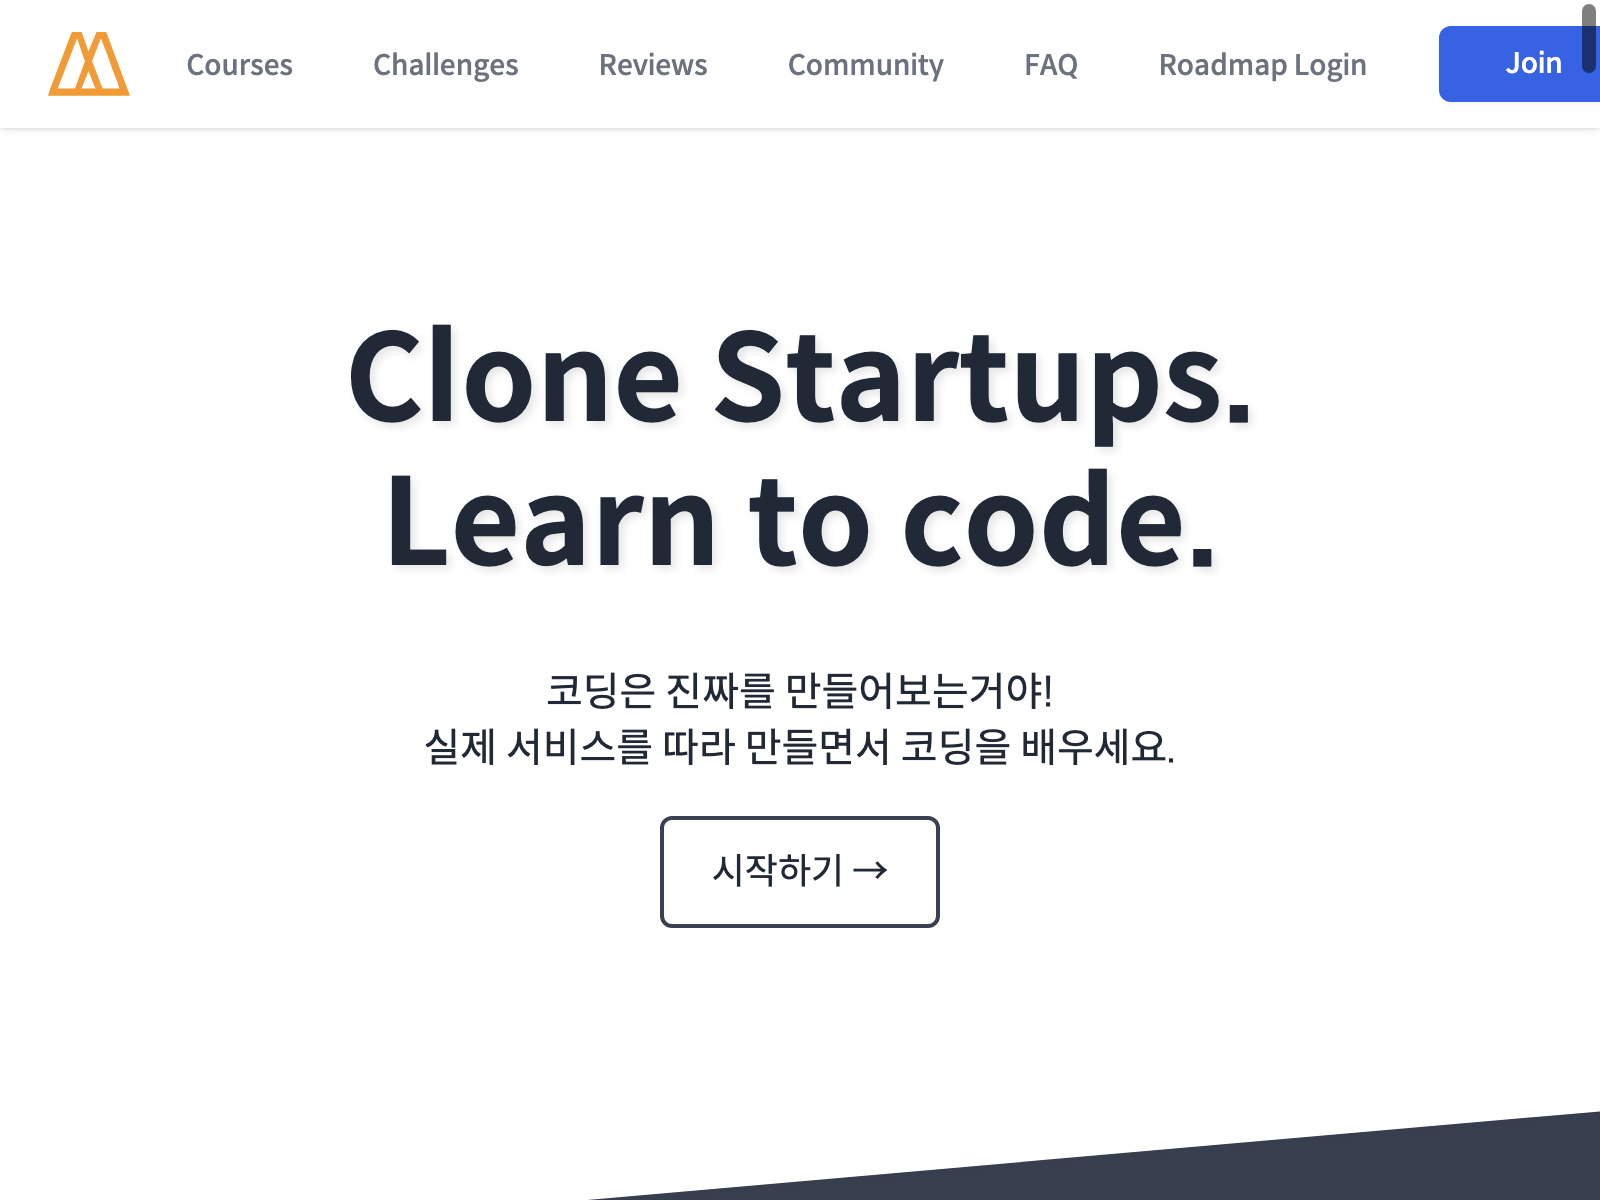 Courses Challenges Reviews Community FAQ Roadmap Login Join
Clone Startups.
Learn to code.
코딩은 진짜를 만들어보는거야!
실제 서비스를 따라 만들면서 코딩을 배우세요.
시작하기 →